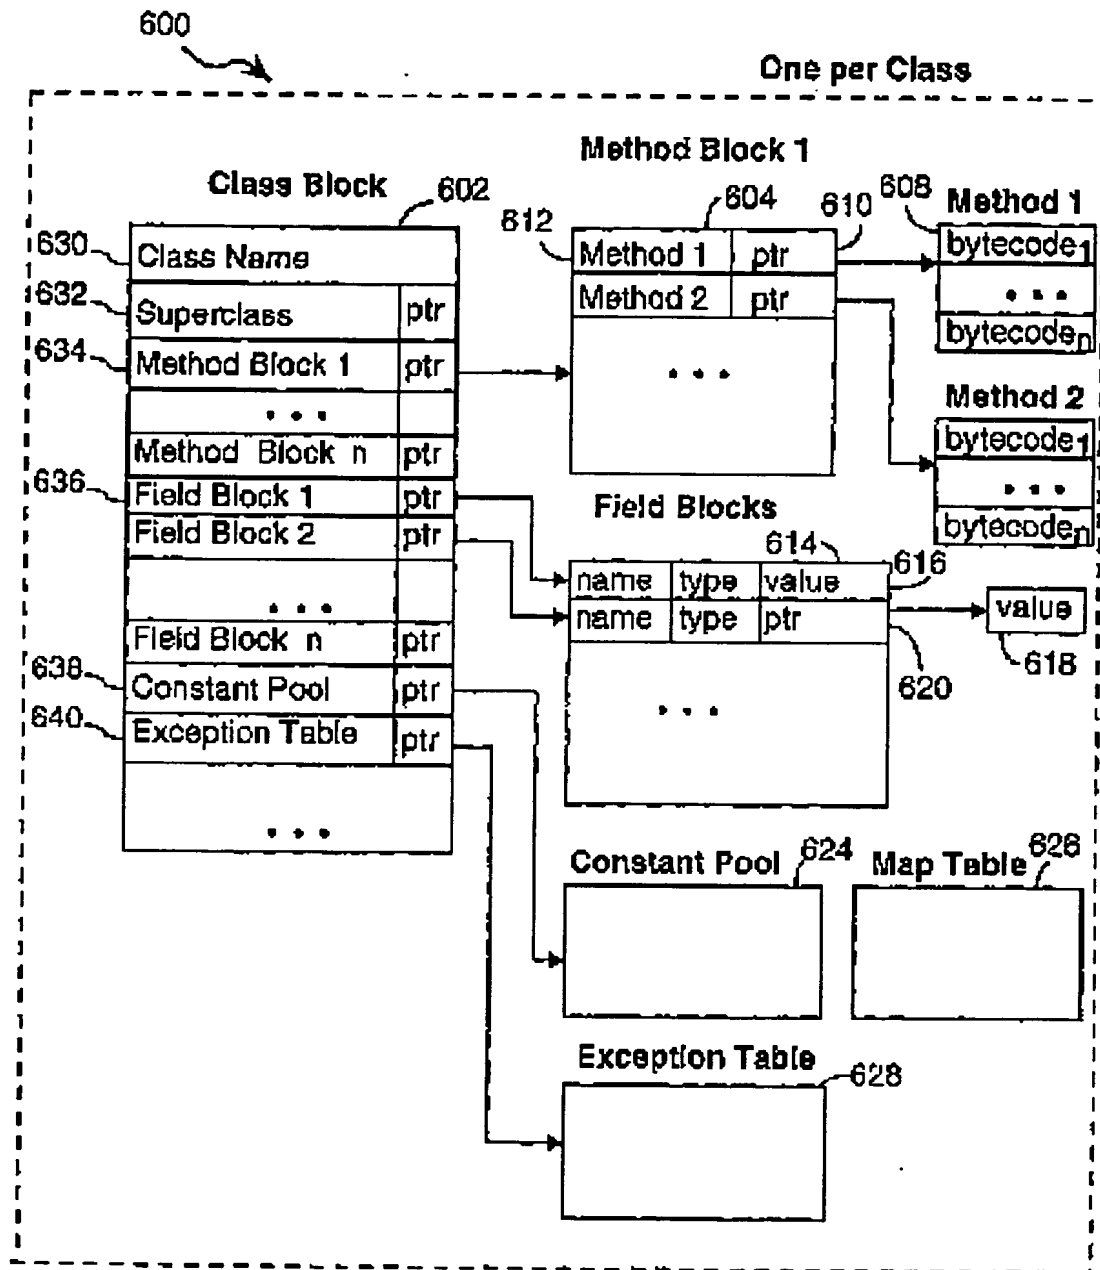 600
One per Class
Class Block
602
630
Class Name
632
Superclass ptr
634
Method Block 1 ptr
• • •
Method Block n ptr
636
Field Block 1 ptr
Field Block 2 ptr
• • •
Field Block n ptr
638
Constant Pool ptr
640
Exception Table ptr
• • •
Method Block 1
604
610
612
Method 1 ptr
Method 2 ptr
• • •
608
Method 1
bytecode1
• • •
bytecoden
Method 2
bytecode1
• • •
bytecoden
Field Blocks
614
616
name type value
name type ptr
620
• • •
value
618
Constant Pool
624
Map Table
626
Exception Table
628